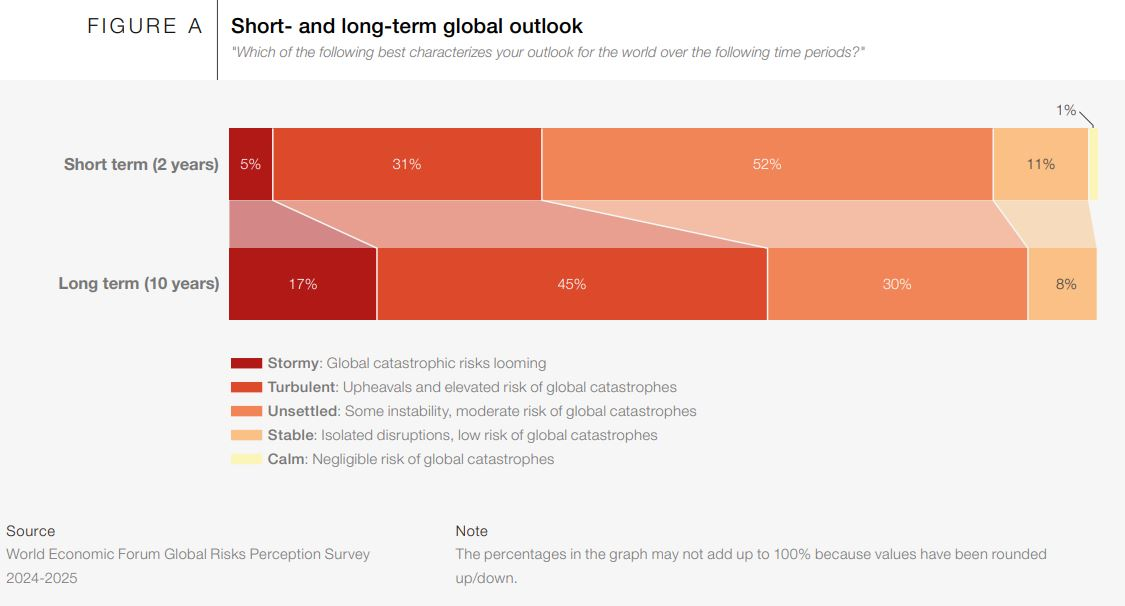 FIGURE A
Short- and long-term global outlook
"Which of the following best characterizes your outlook for the world over the following time periods?"
1%
Short term (2 years)
5%
31%
52%
11%
Long term (10 years)
17%
45%
30%
8%
Stormy: Global catastrophic risks looming
Turbulent: Upheavals and elevated risk of global catastrophes
Unsettled: Some instability, moderate risk of global catastrophes
Stable: Isolated disruptions, low risk of global catastrophes
Calm: Negligible risk of global catastrophes
Source
World Economic Forum Global Risks Perception Survey
2024-2025
Note
The percentages in the graph may not add up to 100% because values have been rounded
up/down.